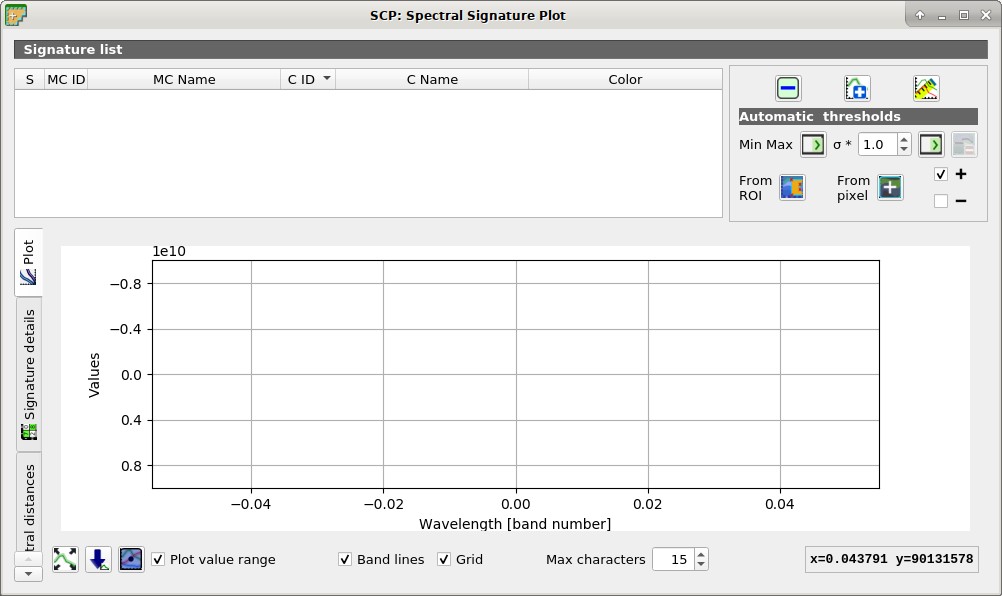 SCP: Spectral Signature Plot
Signature list
S MC ID MC Name C ID C Name Color
Automatic thresholds
Min Max σ * 1.0
From ROI
From pixel
+
−
Plot
Signature details
tral distances
1e10
−0.8
−0.4
0.0
0.4
0.8
Values
−0.04 −0.02 0.00 0.02 0.04
Wavelength [band number]
Plot value range Band lines Grid Max characters 15 x=0.043791 y=90131578